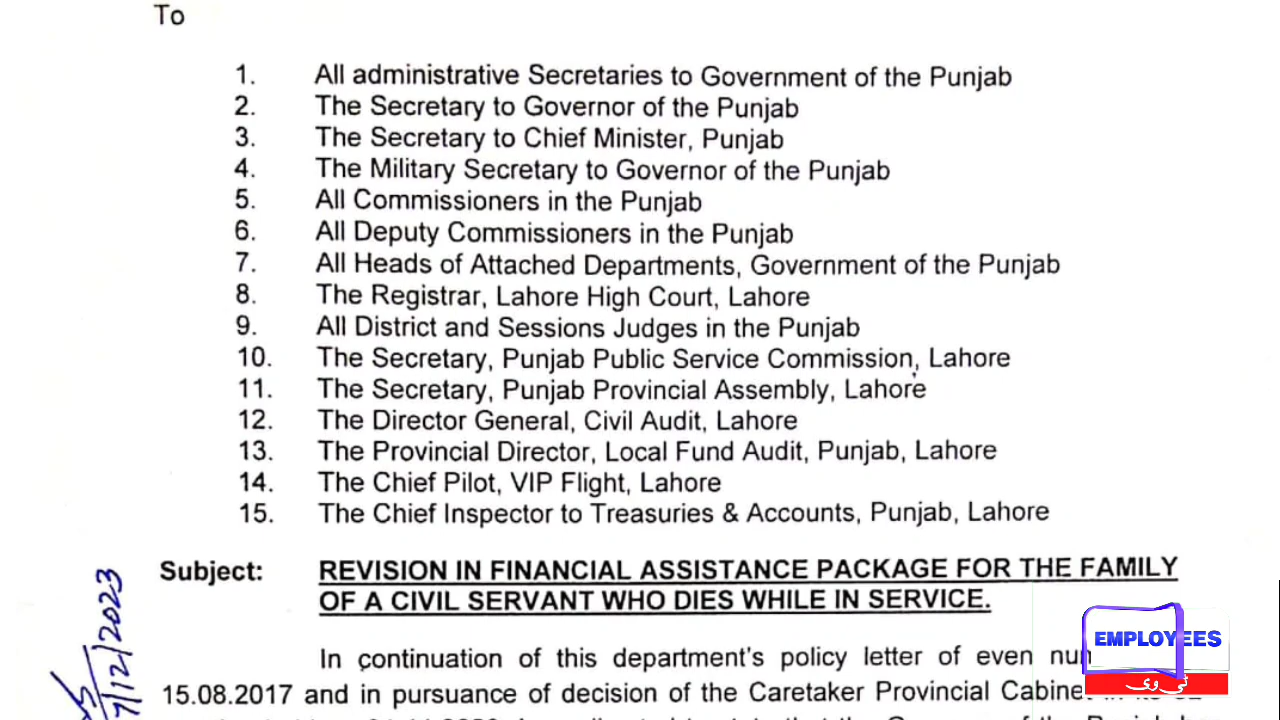 To
1. All administrative Secretaries to Government of the Punjab
2. The Secretary to Governor of the Punjab
3. The Secretary to Chief Minister, Punjab
4. The Military Secretary to Governor of the Punjab
5. All Commissioners in the Punjab
6. All Deputy Commissioners in the Punjab
7. All Heads of Attached Departments, Government of the Punjab
8. The Registrar, Lahore High Court, Lahore
9. All District and Sessions Judges in the Punjab
10. The Secretary, Punjab Public Service Commission, Lahore
11. The Secretary, Punjab Provincial Assembly, Lahore
12. The Director General, Civil Audit, Lahore
13. The Provincial Director, Local Fund Audit, Punjab, Lahore
14. The Chief Pilot, VIP Flight, Lahore
15. The Chief Inspector to Treasuries & Accounts, Punjab, Lahore
Subject: REVISION IN FINANCIAL ASSISTANCE PACKAGE FOR THE FAMILY
OF A CIVIL SERVANT WHO DIES WHILE IN SERVICE.
In continuation of this department's policy letter of even
15.08.2017 and in pursuance of decision of the Caretaker Provincial Cabinet
7/12/2023
EMPLOYEES
ٹی وی